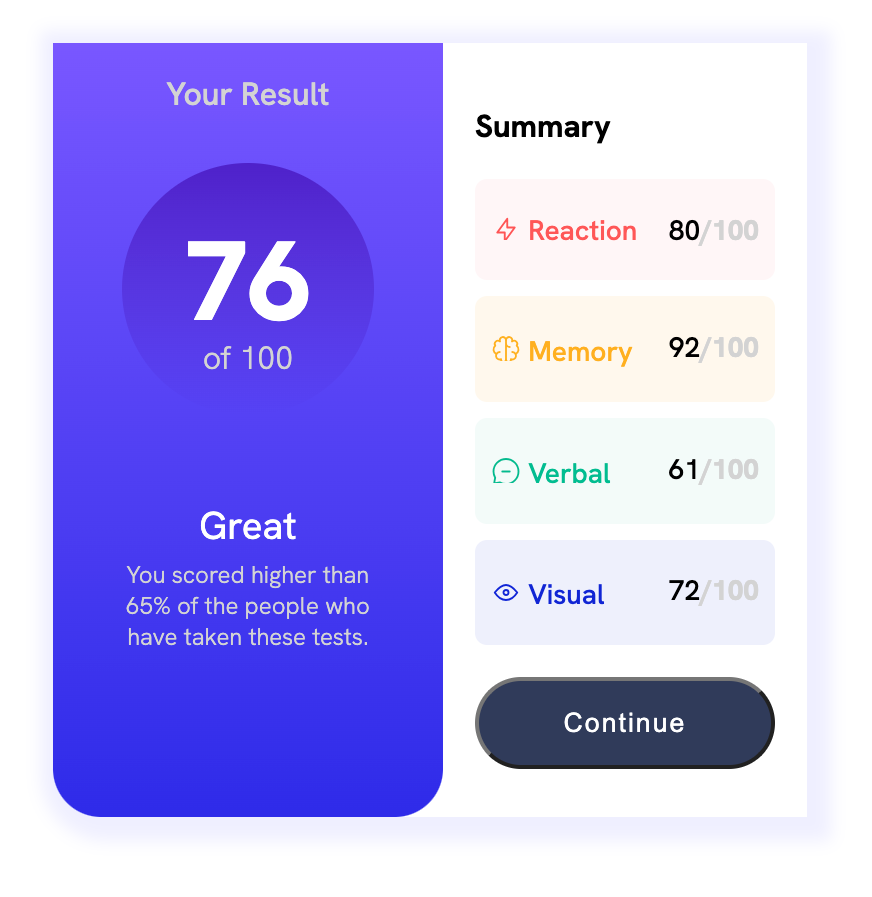 Your Result
76
of 100
Great
You scored higher than
65% of the people who
have taken these tests.
Summary
Reaction 80/100
Memory 92/100
Verbal 61/100
Visual 72/100
Continue